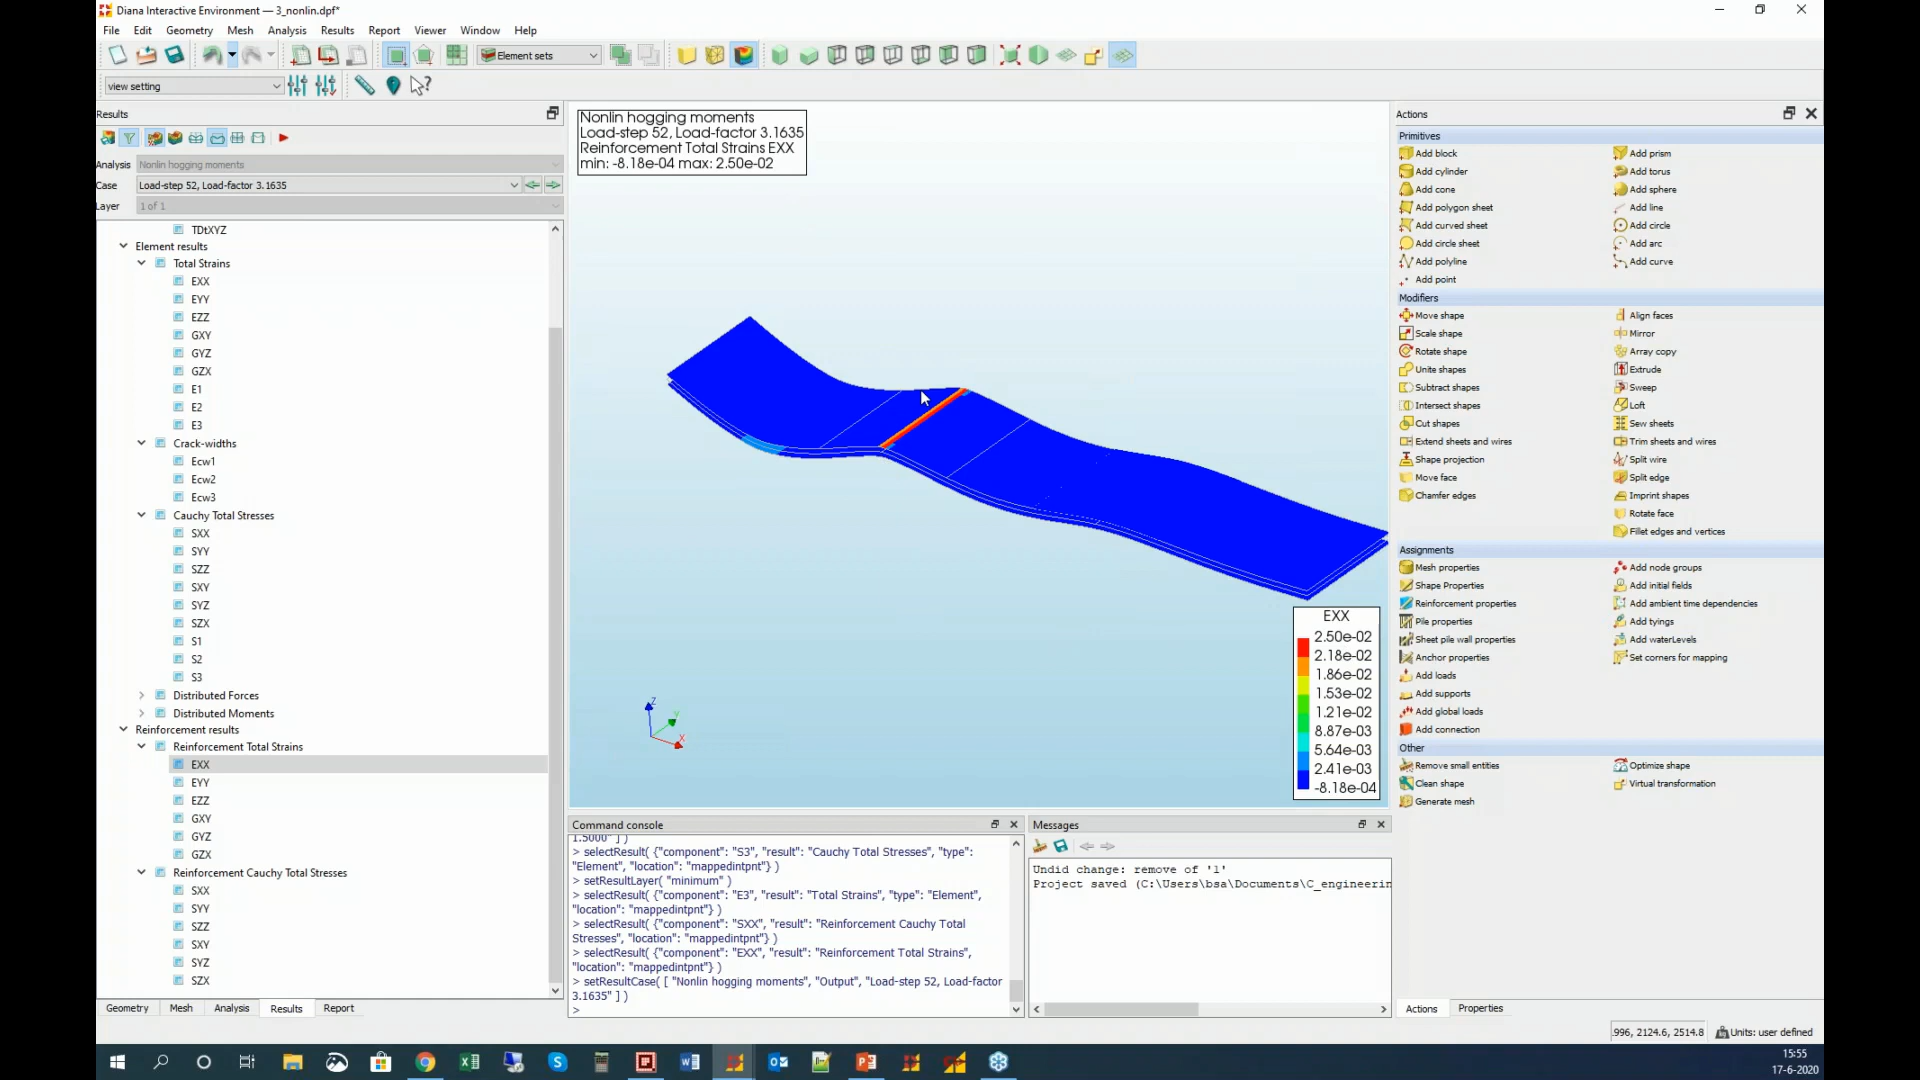 Diana Interactive Environment — 3_nonlin.dpf*
File Edit Geometry Mesh Analysis Results Report Viewer Window Help
Element sets
view setting
Results
Analysis Nonlin hogging moments
Case Load-step 52, Load-factor 3.1635
Layer 1 of 1
TDtXYZ
Element results
Total Strains
EXX
EYY
EZZ
GXY
GYZ
GZX
E1
E2
E3
Crack-widths
Ecw1
Ecw2
Ecw3
Cauchy Total Stresses
SXX
SYY
SZZ
SXY
SYZ
SZX
S1
S2
S3
Distributed Forces
Distributed Moments
Reinforcement results
Reinforcement Total Strains
EXX
EYY
EZZ
GXY
GYZ
GZX
Reinforcement Cauchy Total Stresses
SXX
SYY
SZZ
SXY
SYZ
SZX
Geometry Mesh Analysis Results Report
Nonlin hogging moments
Load-step 52, Load-factor 3.1635
Reinforcement Total Strains EXX
min: -8.18e-04 max: 2.50e-02
Z
Y
X
EXX
2.50e-02
2.18e-02
1.86e-02
1.53e-02
1.21e-02
8.87e-03
5.64e-03
2.41e-03
-8.18e-04
Command console
1.5000" ] )
> selectResult( {"component": "S3", "result": "Cauchy Total Stresses", "type":
"Element", "location": "mappedintpnt"} )
> setResultLayer( "minimum" )
> selectResult( {"component": "E3", "result": "Total Strains", "type": "Element",
"location": "mappedintpnt"} )
> selectResult( {"component": "SXX", "result": "Reinforcement Cauchy Total
Stresses", "location": "mappedintpnt"} )
> selectResult( {"component": "EXX", "result": "Reinforcement Total Strains",
"location": "mappedintpnt"} )
> setResultCase( [ "Nonlin hogging moments", "Output", "Load-step 52, Load-factor
3.1635" ] )
>
Messages
Undid change: remove of 'l'
Project saved (C:\Users\bsa\Documents\C_engineerin
Actions
Primitives
Add block Add prism
Add cylinder Add torus
Add cone Add sphere
Add polygon sheet Add line
Add curved sheet Add circle
Add circle sheet Add arc
Add polyline Add curve
Add point
Modifiers
Move shape Align faces
Scale shape Mirror
Rotate shape Array copy
Unite shapes Extrude
Subtract shapes Sweep
Intersect shapes Loft
Cut shapes Sew sheets
Extend sheets and wires Trim sheets and wires
Shape projection Split wire
Move face Split edge
Chamfer edges Imprint shapes
Rotate face
Fillet edges and vertices
Assignments
Mesh properties Add node groups
Shape Properties Add initial fields
Reinforcement properties Add ambient time dependencies
Pile properties Add tyings
Sheet pile wall properties Add waterLevels
Anchor properties Set corners for mapping
Add loads
Add supports
Add global loads
Add connection
Other
Remove small entities Optimize shape
Clean shape Virtual transformation
Generate mesh
Actions Properties
.996, 2124.6, 2514.8 Units: user defined
15:55
17-6-2020